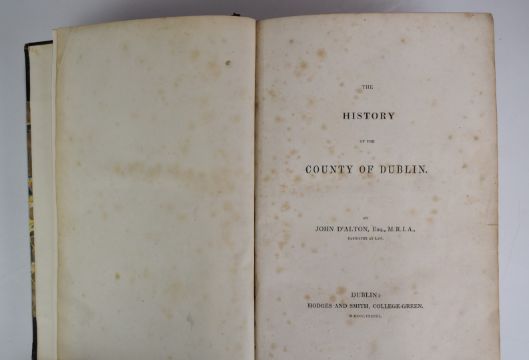 THE
HISTORY
OF THE
COUNTY OF DUBLIN.
BY
JOHN D'ALTON, Esq., M.R.I.A.,
BARRISTER AT LAW.
DUBLIN:
HODGES AND SMITH, COLLEGE-GREEN.